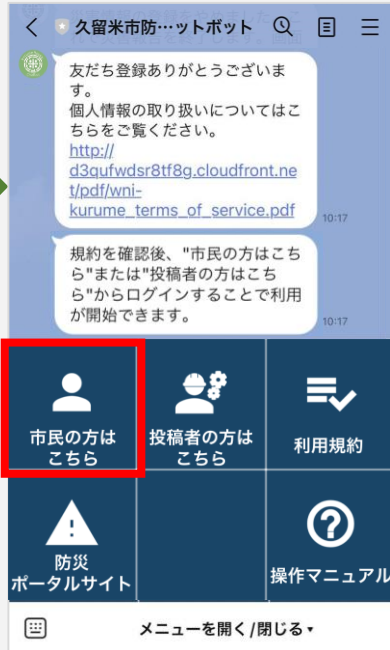 久留米市防…ットボット
友だち登録ありがとうございま
す。
個人情報の取り扱いについてはこ
ちらをご覧ください。
http://
d3qufwdsr8tf8g.cloudfront.ne
t/pdf/wni-
kurume_terms_of_service.pdf
10:17
規約を確認後、"市民の方はこち
ら"または"投稿者の方はこち
ら"からログインすることで利用
が開始できます。
10:17
市民の方は
こちら
投稿者の方は
こちら
利用規約
防災
ポータルサイト
操作マニュアル
メニューを開く/閉じる▾